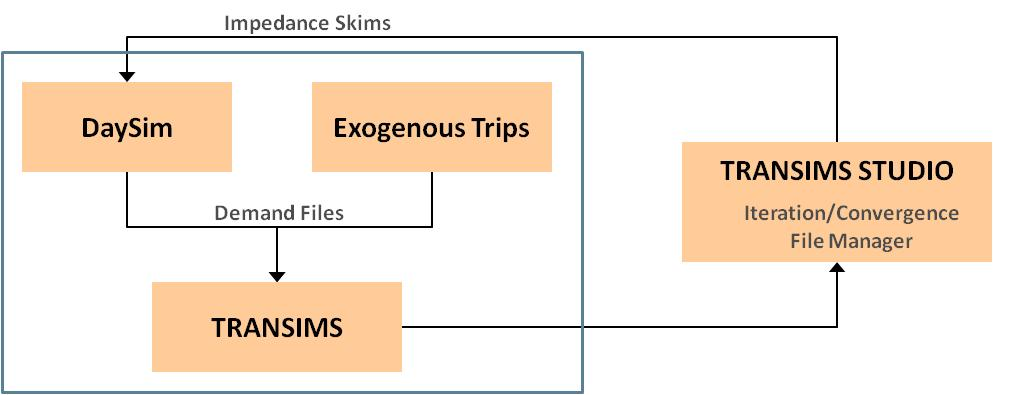 Impedance Skims
DaySim
Exogenous Trips
TRANSIMS STUDIO
Iteration/Convergence
File Manager
Demand Files
TRANSIMS